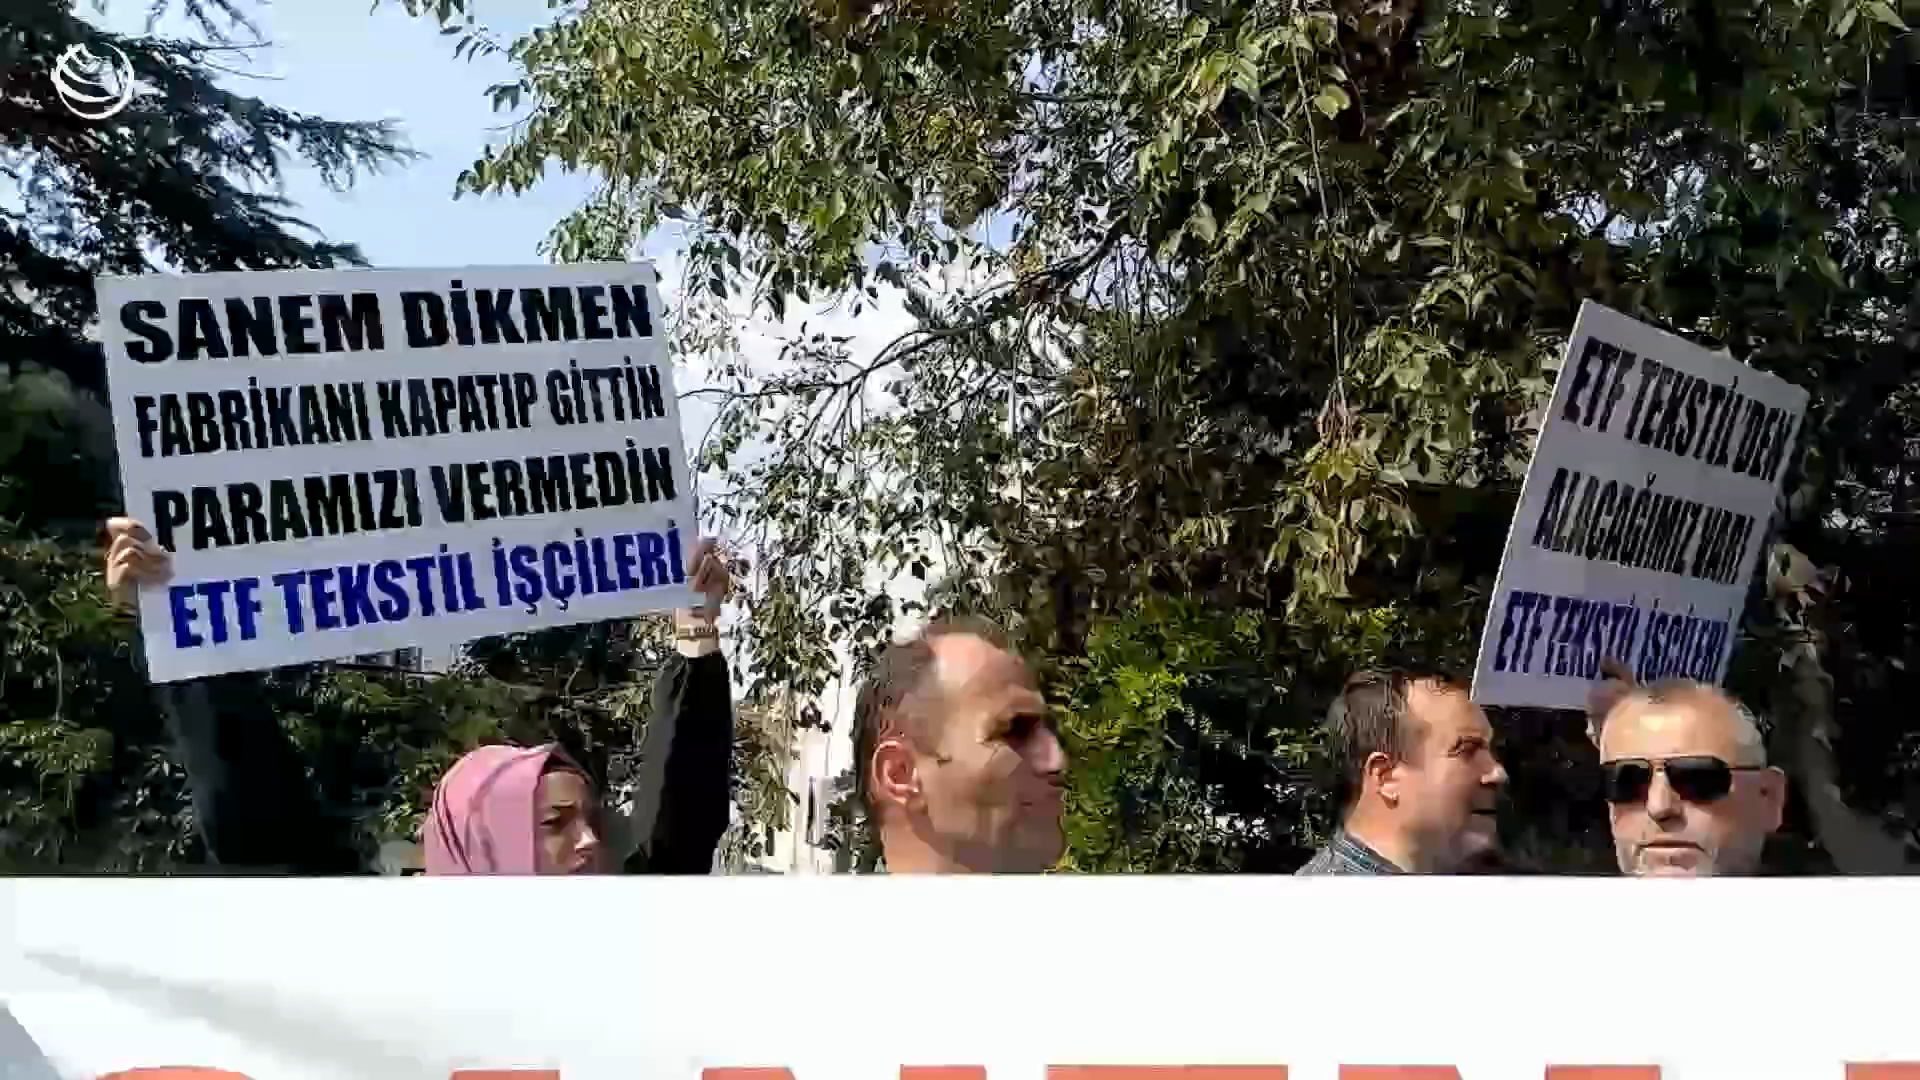 SANEM DİKMEN
FABRİKANI KAPATIP GİTTİN
PARAMIZI VERMEDİN
ETF TEKSTİL İŞÇİLERİ
ETF TEKSTİL'DEN
ALACAĞIMIZ VAR!
ETF TEKSTİL İŞÇİLERİ